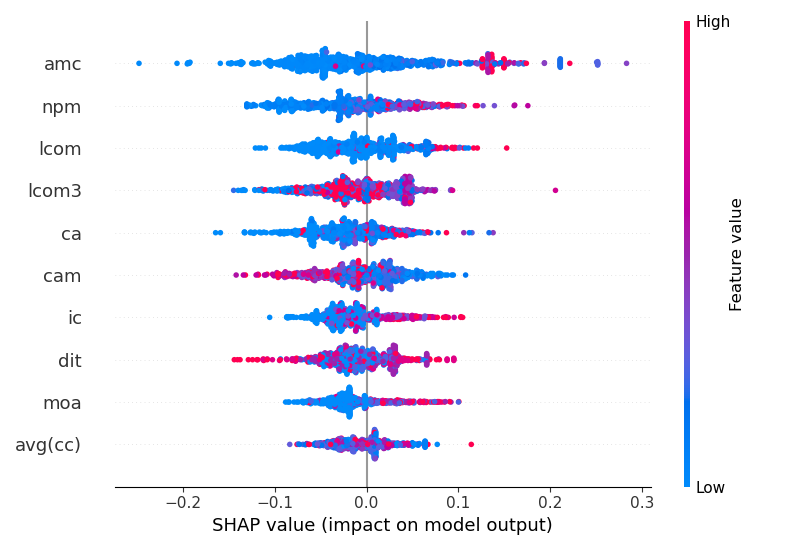 High
amc
npm
lcom
lcom3
ca
cam
ic
dit
moa
avg(cc)
Feature value
Low
−0.2 −0.1 0.0 0.1 0.2 0.3
SHAP value (impact on model output)